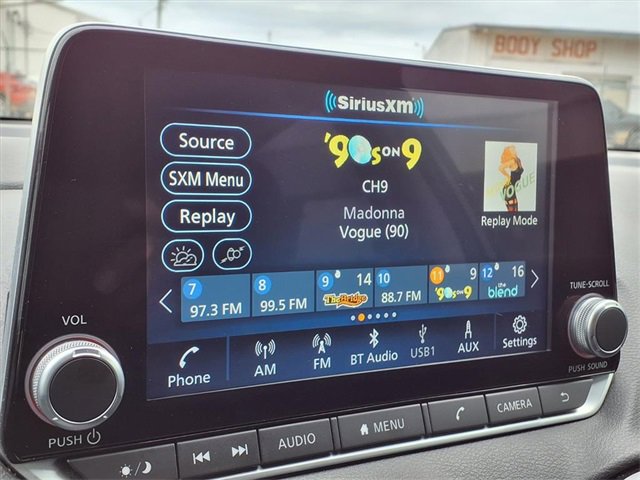 BODY SHOP
SiriusXM
Source
SXM Menu
Replay
'90s ON 9
CH9
Madonna
Vogue (90)
VOGUE
Replay Mode
7
97.3 FM
8
99.5 FM
9 14
The Bridge
10
88.7 FM
11 9
'90s ON 9
12 16
the blend
Phone
AM
FM
BT Audio
USB1
AUX
Settings
VOL
PUSH
TUNE·SCROLL
PUSH SOUND
AUDIO
MENU
CAMERA